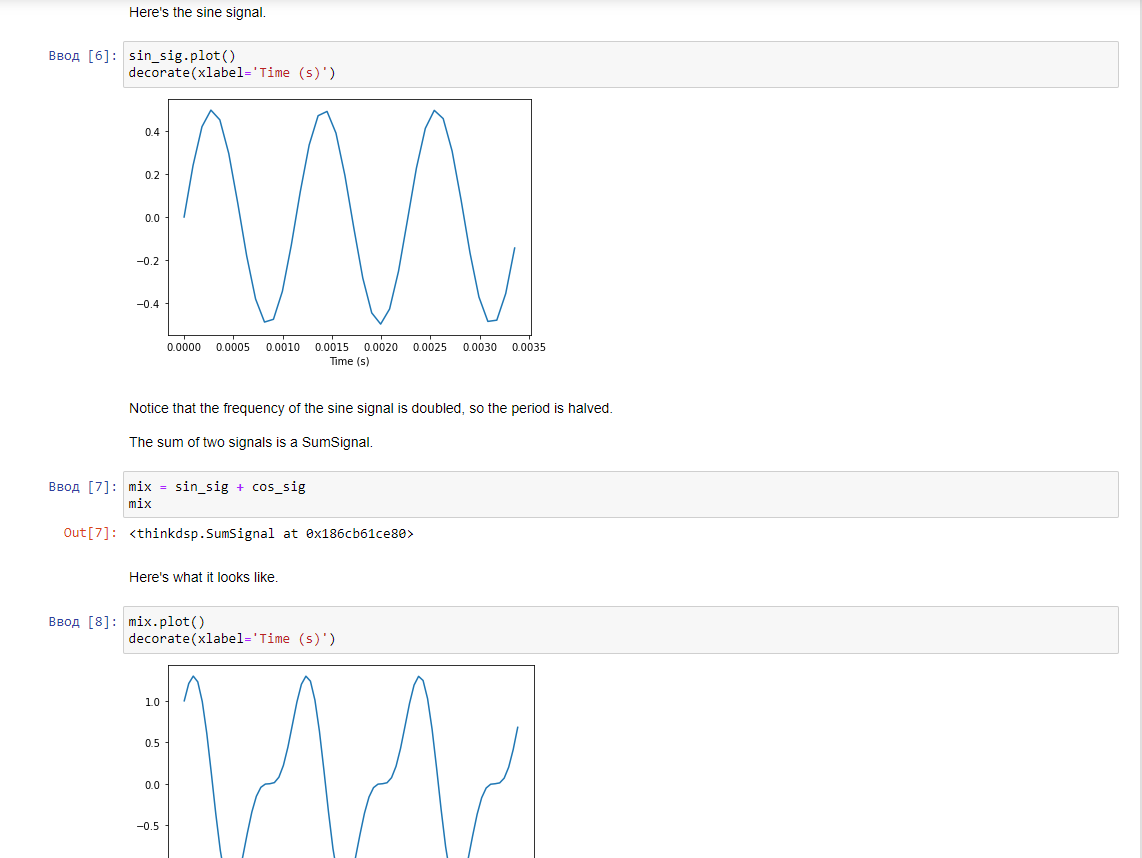 Here's the sine signal.
Ввод [6]: sin_sig.plot()
decorate(xlabel='Time (s)')
0.4
0.2
0.0
−0.2
−0.4
0.0000 0.0005 0.0010 0.0015 0.0020 0.0025 0.0030 0.0035
Time (s)
Notice that the frequency of the sine signal is doubled, so the period is halved.
The sum of two signals is a SumSignal.
Ввод [7]: mix = sin_sig + cos_sig
mix
Out[7]: <thinkdsp.SumSignal at 0x186cb61ce80>
Here's what it looks like.
Ввод [8]: mix.plot()
decorate(xlabel='Time (s)')
1.0
0.5
0.0
−0.5